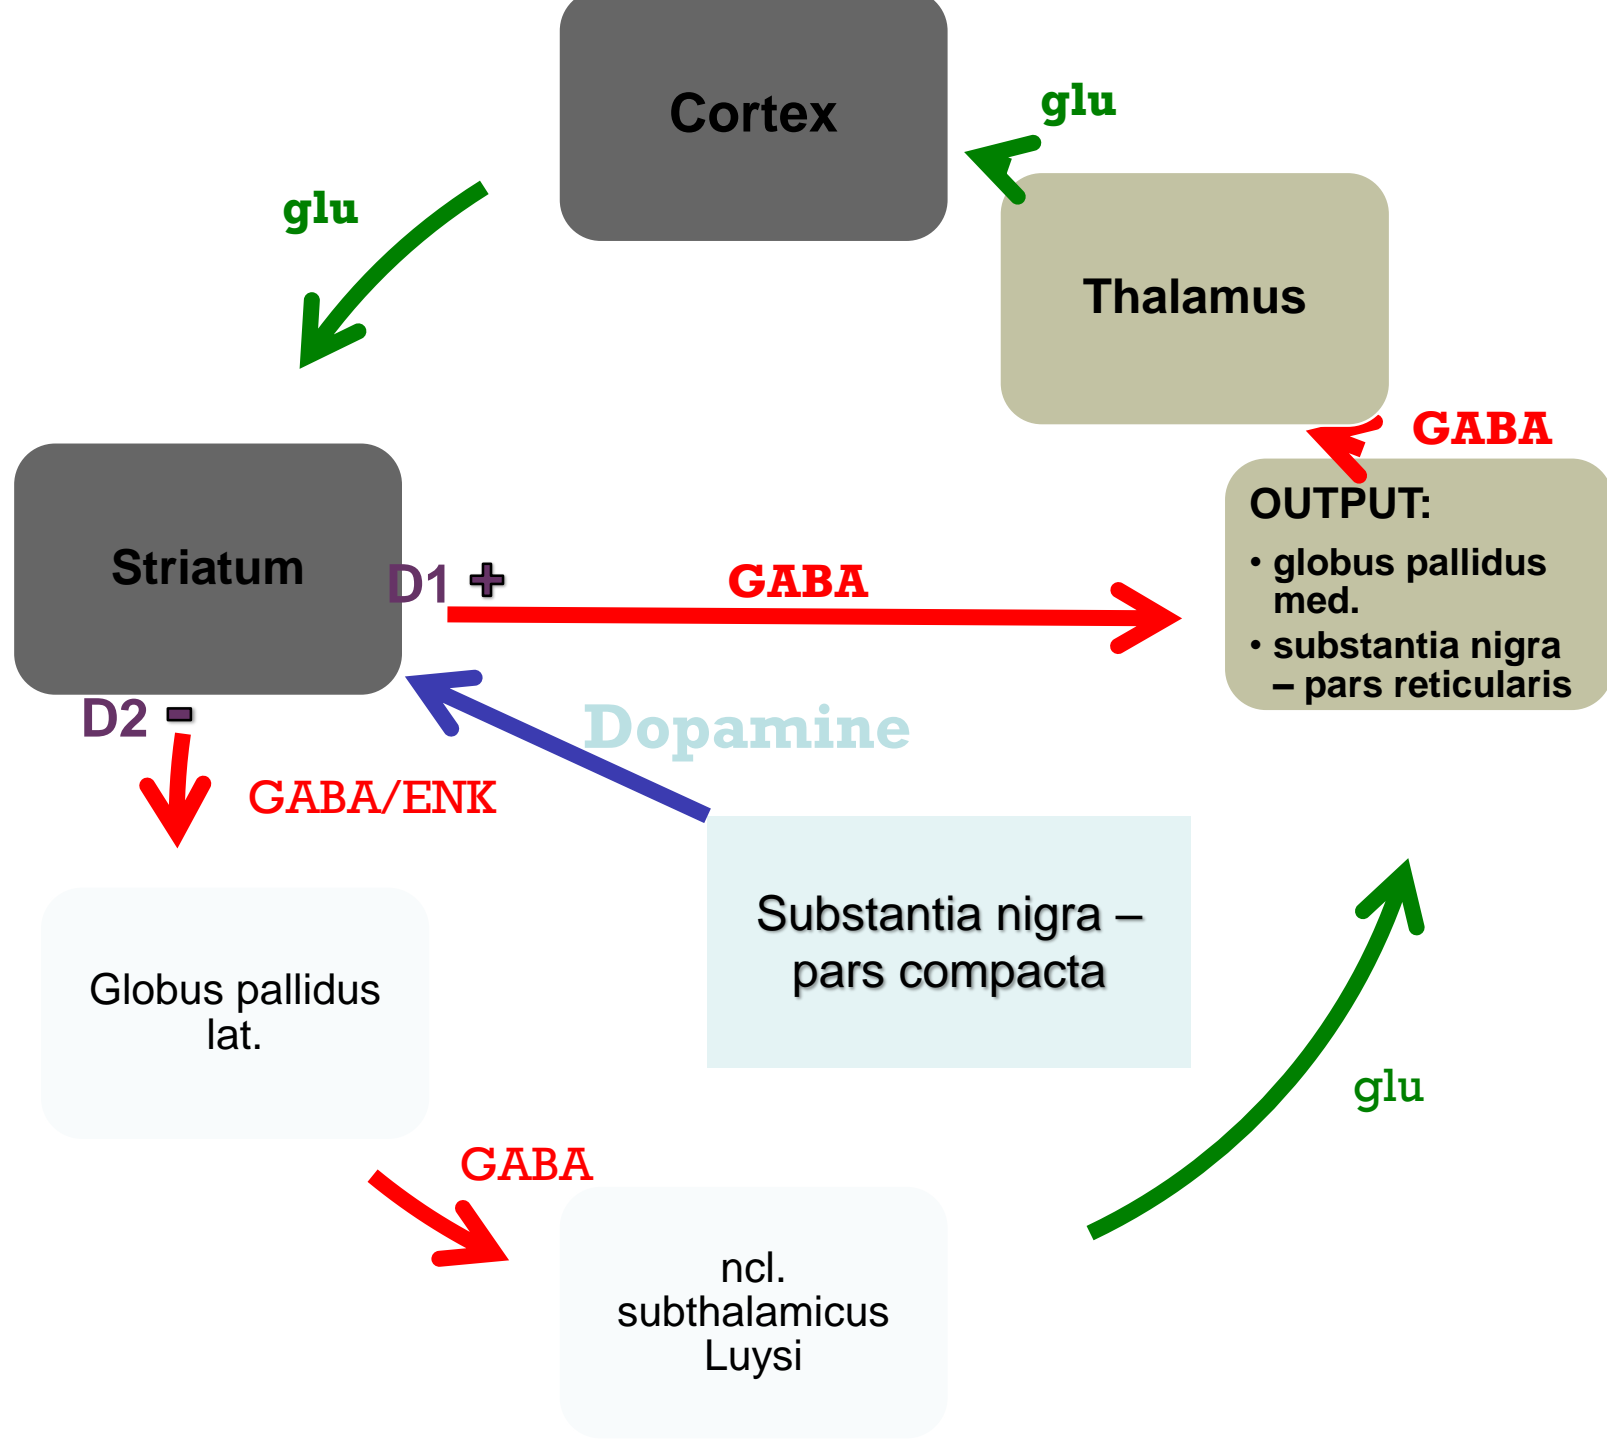 Cortex
glu
glu
Thalamus
GABA
OUTPUT:
• globus pallidus
med.
• substantia nigra
– pars reticularis
Striatum
D1 +
GABA
D2 -
Dopamine
GABA/ENK
Substantia nigra –
pars compacta
Globus pallidus
lat.
glu
GABA
ncl.
subthalamicus
Luysi